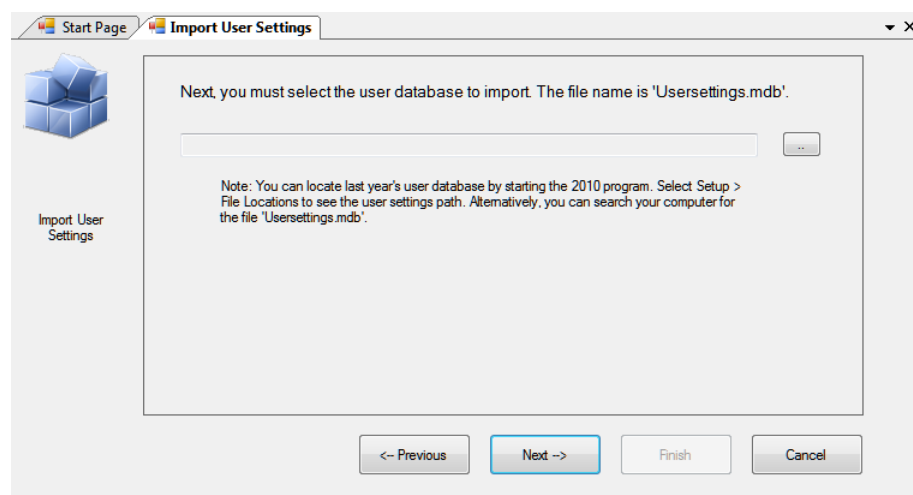 Start Page
Import User Settings
Next, you must select the user database to import. The file name is 'Usersettings.mdb'.
..
Note: You can locate last year's user database by starting the 2010 program. Select Setup >
File Locations to see the user settings path. Alternatively, you can search your computer for
the file 'Usersettings.mdb'.
Import User
Settings
<-- Previous
Next -->
Finish
Cancel